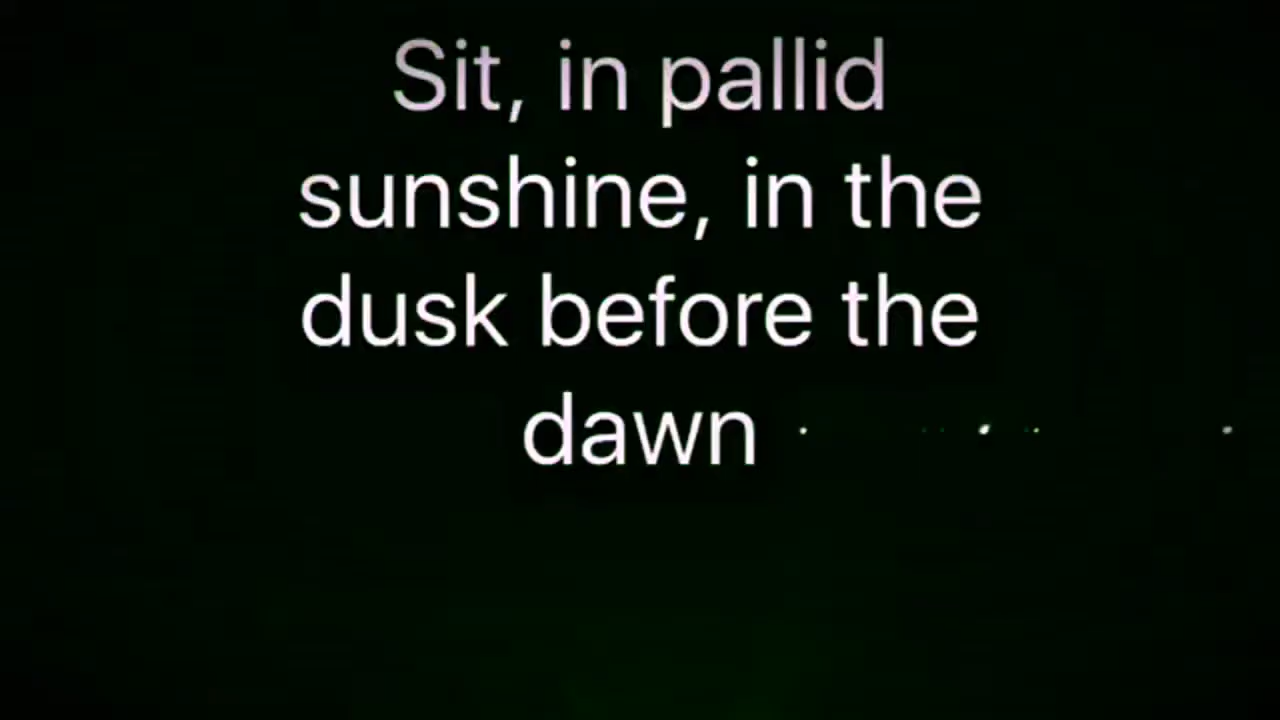 Sit, in pallid
sunshine, in the
dusk before the
dawn